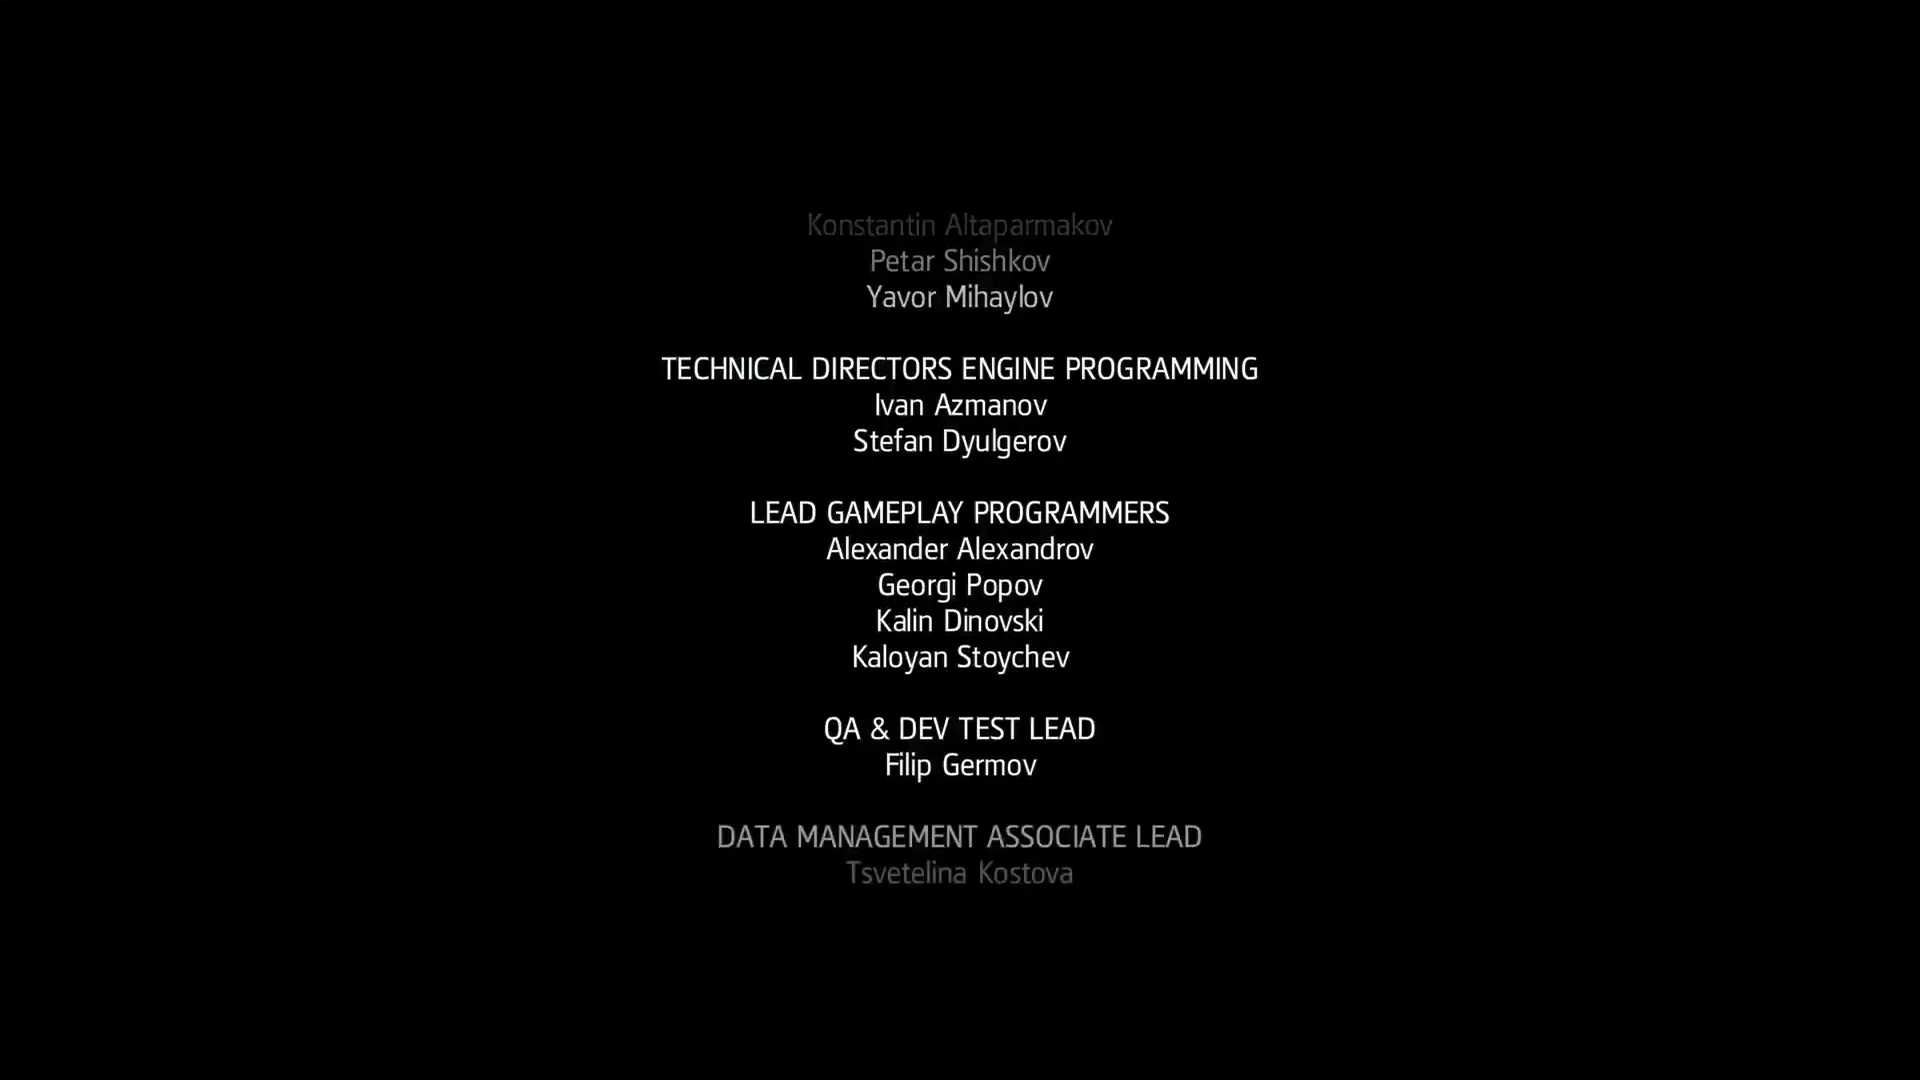 Konstantin Altaparmakov
Petar Shishkov
Yavor Mihaylov
TECHNICAL DIRECTORS ENGINE PROGRAMMING
Ivan Azmanov
Stefan Dyulgerov
LEAD GAMEPLAY PROGRAMMERS
Alexander Alexandrov
Georgi Popov
Kalin Dinovski
Kaloyan Stoychev
QA & DEV TEST LEAD
Filip Germov
DATA MANAGEMENT ASSOCIATE LEAD
Tsvetelina Kostova